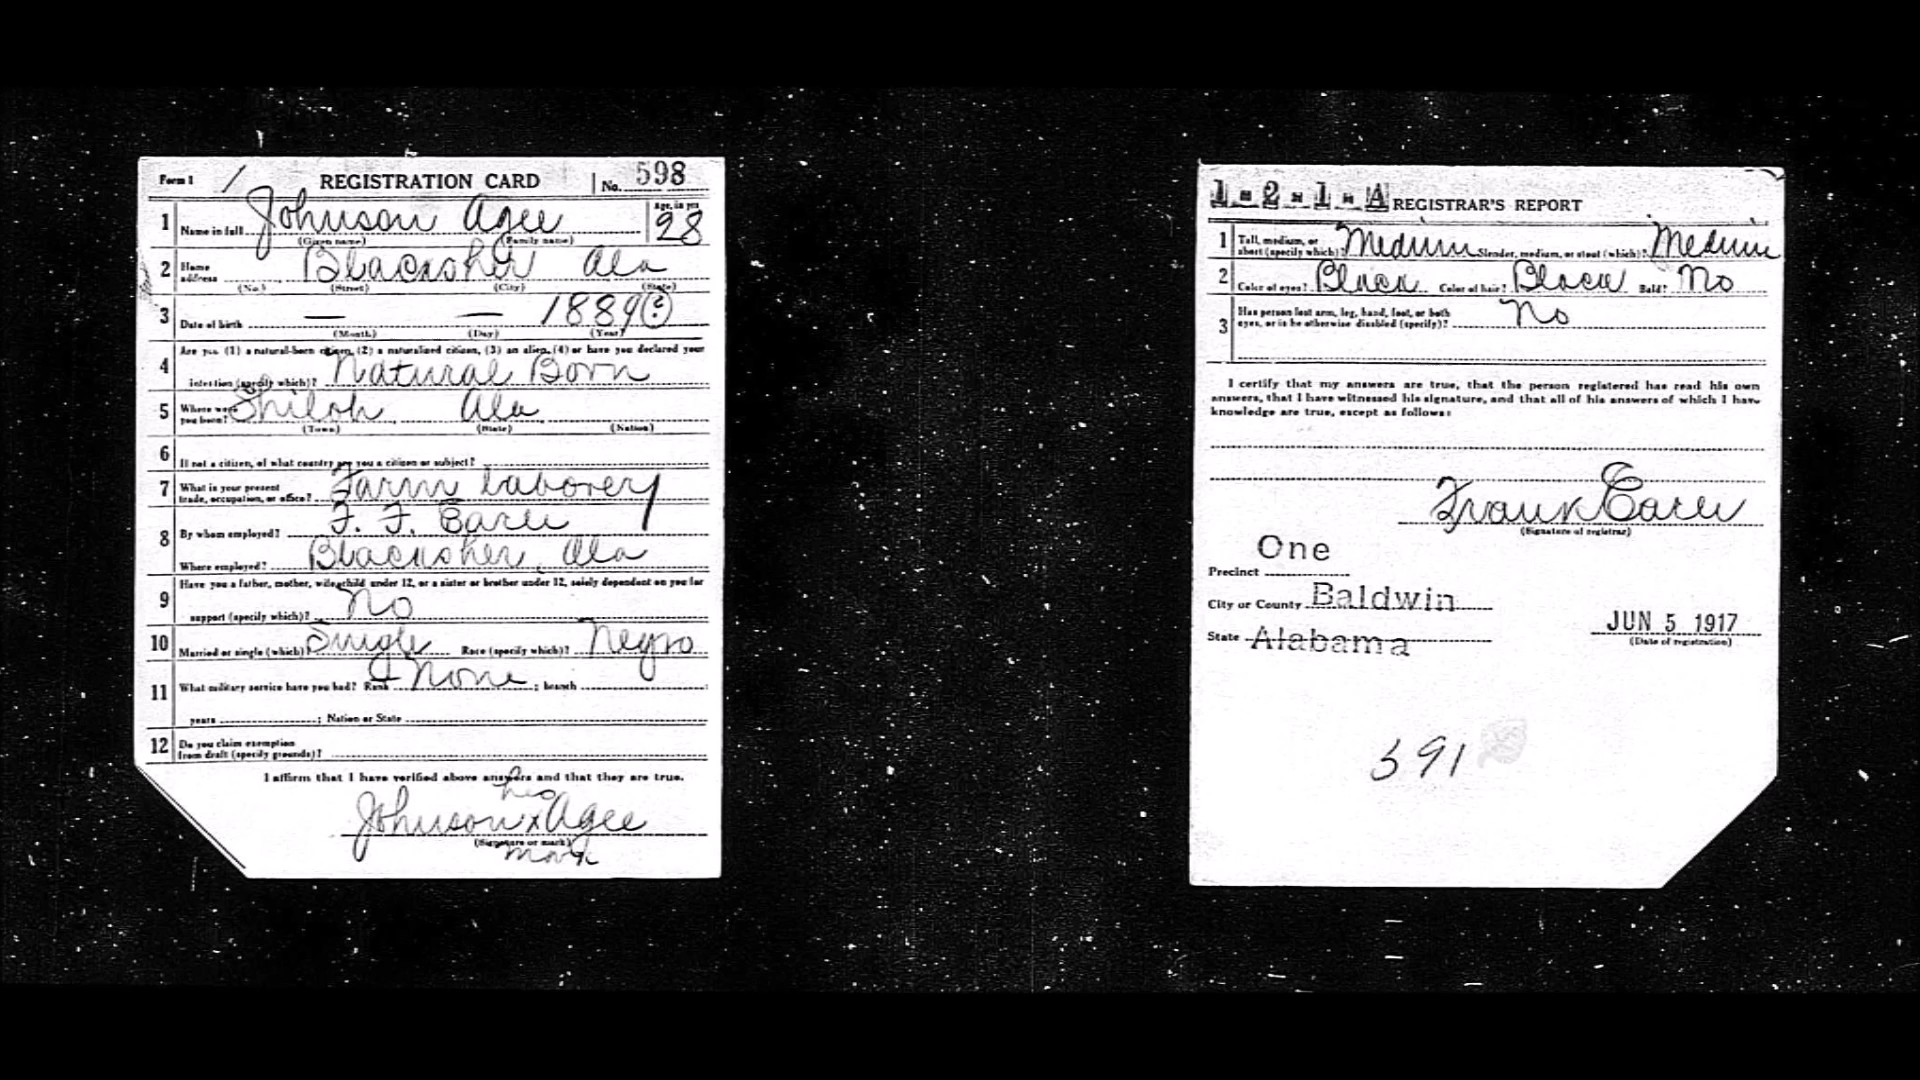 Form 1 / REGISTRATION CARD No. 598
1 Name in full Johnson Agee Age, in yrs 28
(Given name) (Family name)
2 Home address Blacksher Ala
(No.) (Street) (City) (State)
3 Date of birth — — 1889(?)
(Month) (Day) (Year)
4 Are you (1) a natural-born citizen, (2) a naturalized citizen, (3) an alien, (4) or have you declared your
intention (specify which)? Natural Born
5 Where were you born? Shiloh Ala
(Town) (State) (Nation)
6 If not a citizen, of what country are you a citizen or subject?
7 What is your present trade, occupation, or office? Farm laborer
8 By whom employed? F. F. Earle
Where employed? Blacksher, Ala
9 Have you a father, mother, wife, child under 12, or a sister or brother under 12, solely dependent on you for
support (specify which)? No
10 Married or single (which) Single Race (specify which)? Negro
11 What military service have you had? Rank None ; branch
years ; Nation or State
12 Do you claim exemption from draft (specify grounds)?
I affirm that I have verified above answers and that they are true.
his
Johnson x Agee
(Signature or mark)
mark
1-2-1-A REGISTRAR'S REPORT
1 Tall, medium, or short (specify which)? Medium Slender, medium, or stout (which)? Medium
2 Color of eyes? Black Color of hair? Black Bald? No
3 Has person lost arm, leg, hand, foot, or both eyes, or is he otherwise disabled (specify)? No
I certify that my answers are true, that the person registered has read his own
answers, that I have witnessed his signature, and that all of his answers of which I have
knowledge are true, except as follows:
Frank Earle
(Signature of registrar)
Precinct One
City or County Baldwin
State Alabama
JUN 5 1917
(Date of registration)
391